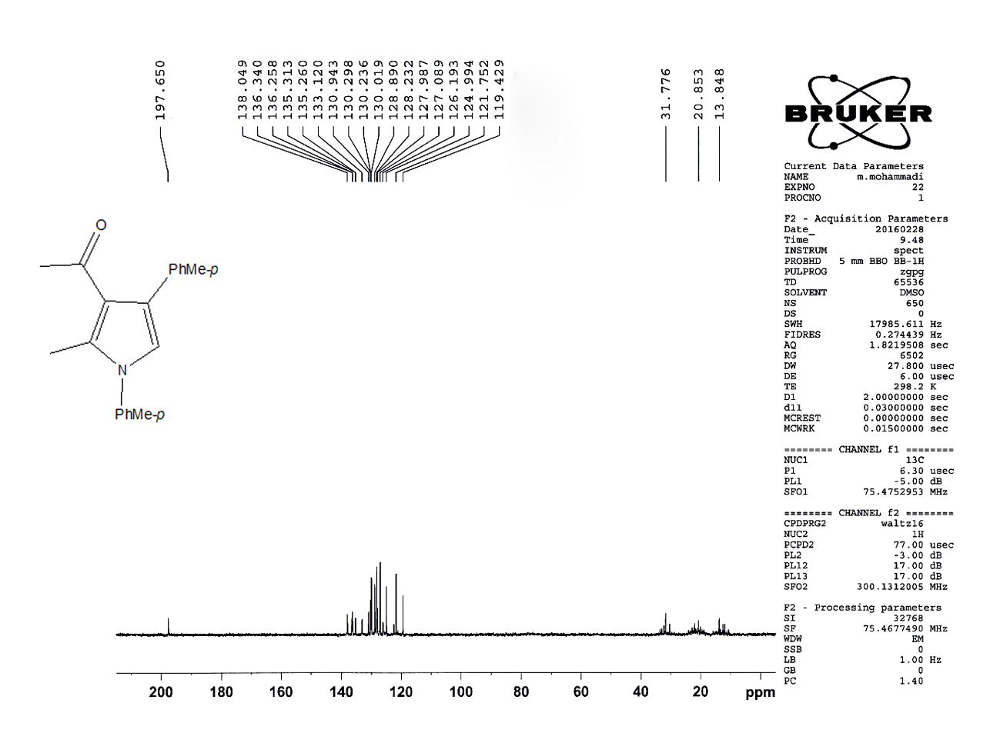 197.650
138.049
136.340
136.258
135.313
135.260
133.120
130.943
130.298
130.236
130.019
128.890
128.232
127.987
127.089
126.193
124.994
121.752
119.429
31.776
20.853
13.848
BRUKER
O
PhMe-p
N
PhMe-p
Current Data Parameters
NAME m.mohammadi
EXPNO 22
PROCNO 1
F2 - Acquisition Parameters
Date_ 20160228
Time 9.48
INSTRUM spect
PROBHD 5 mm BBO BB-1H
PULPROG zgpg
TD 65536
SOLVENT DMSO
NS 650
DS 0
SWH 17985.611 Hz
FIDRES 0.274439 Hz
AQ 1.8219508 sec
RG 6502
DW 27.800 usec
DE 6.00 usec
TE 298.2 K
D1 2.00000000 sec
d11 0.03000000 sec
MCREST 0.00000000 sec
MCWRK 0.01500000 sec
======== CHANNEL f1 ========
NUC1 13C
P1 6.30 usec
PL1 -5.00 dB
SFO1 75.4752953 MHz
======== CHANNEL f2 ========
CPDPRG2 waltz16
NUC2 1H
PCPD2 77.00 usec
PL2 -3.00 dB
PL12 17.00 dB
PL13 17.00 dB
SFO2 300.1312005 MHz
F2 - Processing parameters
SI 32768
SF 75.4677490 MHz
WDW EM
SSB 0
LB 1.00 Hz
GB 0
PC 1.40
200 180 160 140 120 100 80 60 40 20 ppm